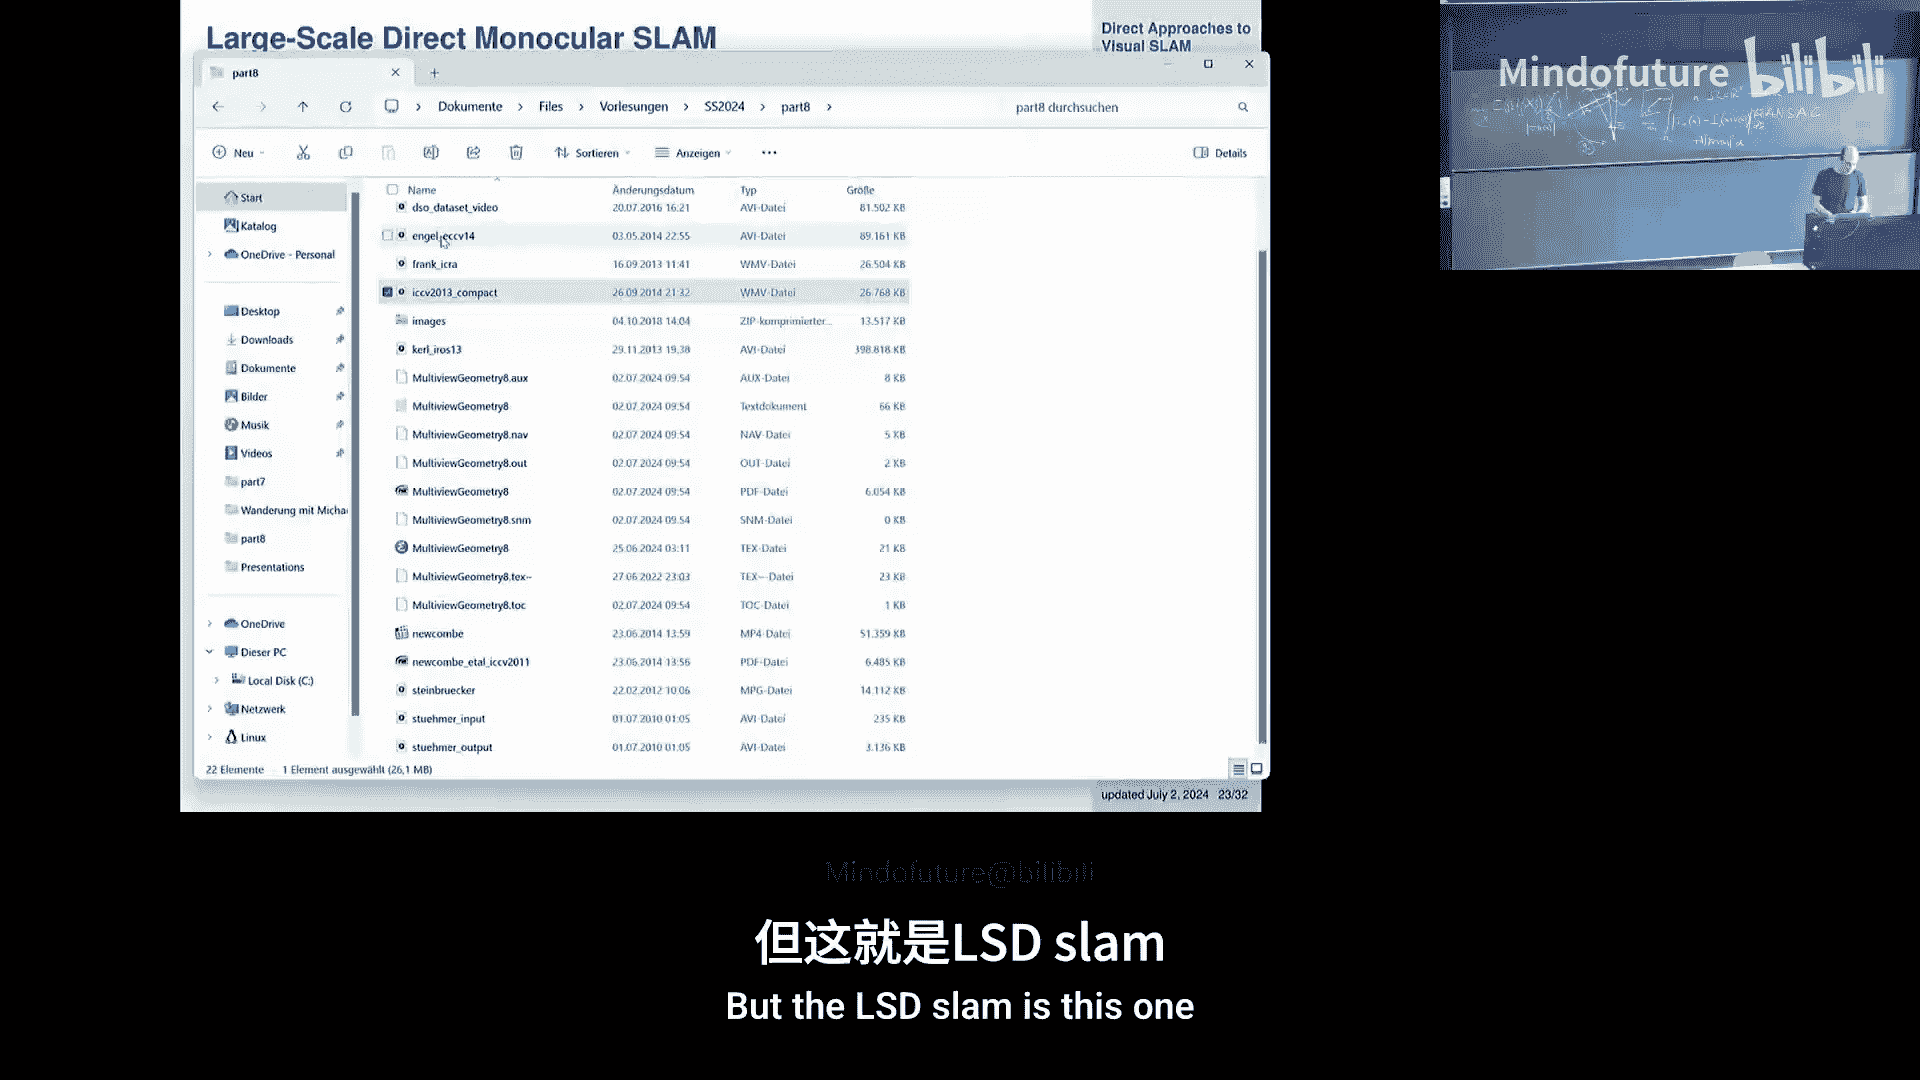 Large-Scale Direct Monocular SLAM
Direct Approaches to
Visual SLAM
part8
Dokumente > Files > Vorlesungen > SS2024 > part8 >
part8 durchsuchen
Neu
Sortieren
Anzeigen
Details
Start
Katalog
OneDrive - Personal
Desktop
Downloads
Dokumente
Bilder
Musik
Videos
part7
Wanderung mit Micha
part8
Presentations
OneDrive
Dieser PC
Local Disk (C:)
Netzwerk
Linux
Name Änderungsdatum Typ Größe
dso_dataset_video 20.07.2016 16:21 AVI-Datei 81.502 KB
engel_eccv14 03.05.2014 22:55 AVI-Datei 89.161 KB
frank_icra 16.09.2013 11:41 WMV-Datei 26.504 KB
iccv2013_compact 26.09.2014 21:32 WMV-Datei 26.768 KB
images 04.10.2018 14:04 ZIP-komprimierter... 13.517 KB
kerl_iros13 29.11.2013 19:38 AVI-Datei 398.818 KB
MultiviewGeometry8.aux 02.07.2024 09:54 AUX-Datei 8 KB
MultiviewGeometry8 02.07.2024 09:54 Textdokument 66 KB
MultiviewGeometry8.nav 02.07.2024 09:54 NAV-Datei 5 KB
MultiviewGeometry8.out 02.07.2024 09:54 OUT-Datei 2 KB
MultiviewGeometry8 02.07.2024 09:54 PDF-Datei 6.054 KB
MultiviewGeometry8.snm 02.07.2024 09:54 SNM-Datei 0 KB
MultiviewGeometry8 25.06.2024 03:11 TEX-Datei 21 KB
MultiviewGeometry8.tex~ 27.06.2022 23:03 TEX~-Datei 23 KB
MultiviewGeometry8.toc 02.07.2024 09:54 TOC-Datei 1 KB
newcombe 23.06.2014 13:59 MP4-Datei 51.359 KB
newcombe_etal_iccv2011 23.06.2014 13:56 PDF-Datei 6.485 KB
steinbruecker 22.02.2012 10:06 MPG-Datei 14.112 KB
stuehmer_input 01.07.2010 01:05 AVI-Datei 235 KB
stuehmer_output 01.07.2010 01:05 AVI-Datei 3.136 KB
22 Elemente 1 Element ausgewählt (26,1 MB)
updated July 2, 2024 23/32
Mindofuture bilibili
RANSAC
Mindofuture@bilibili
但这就是LSD slam
But the LSD slam is this one